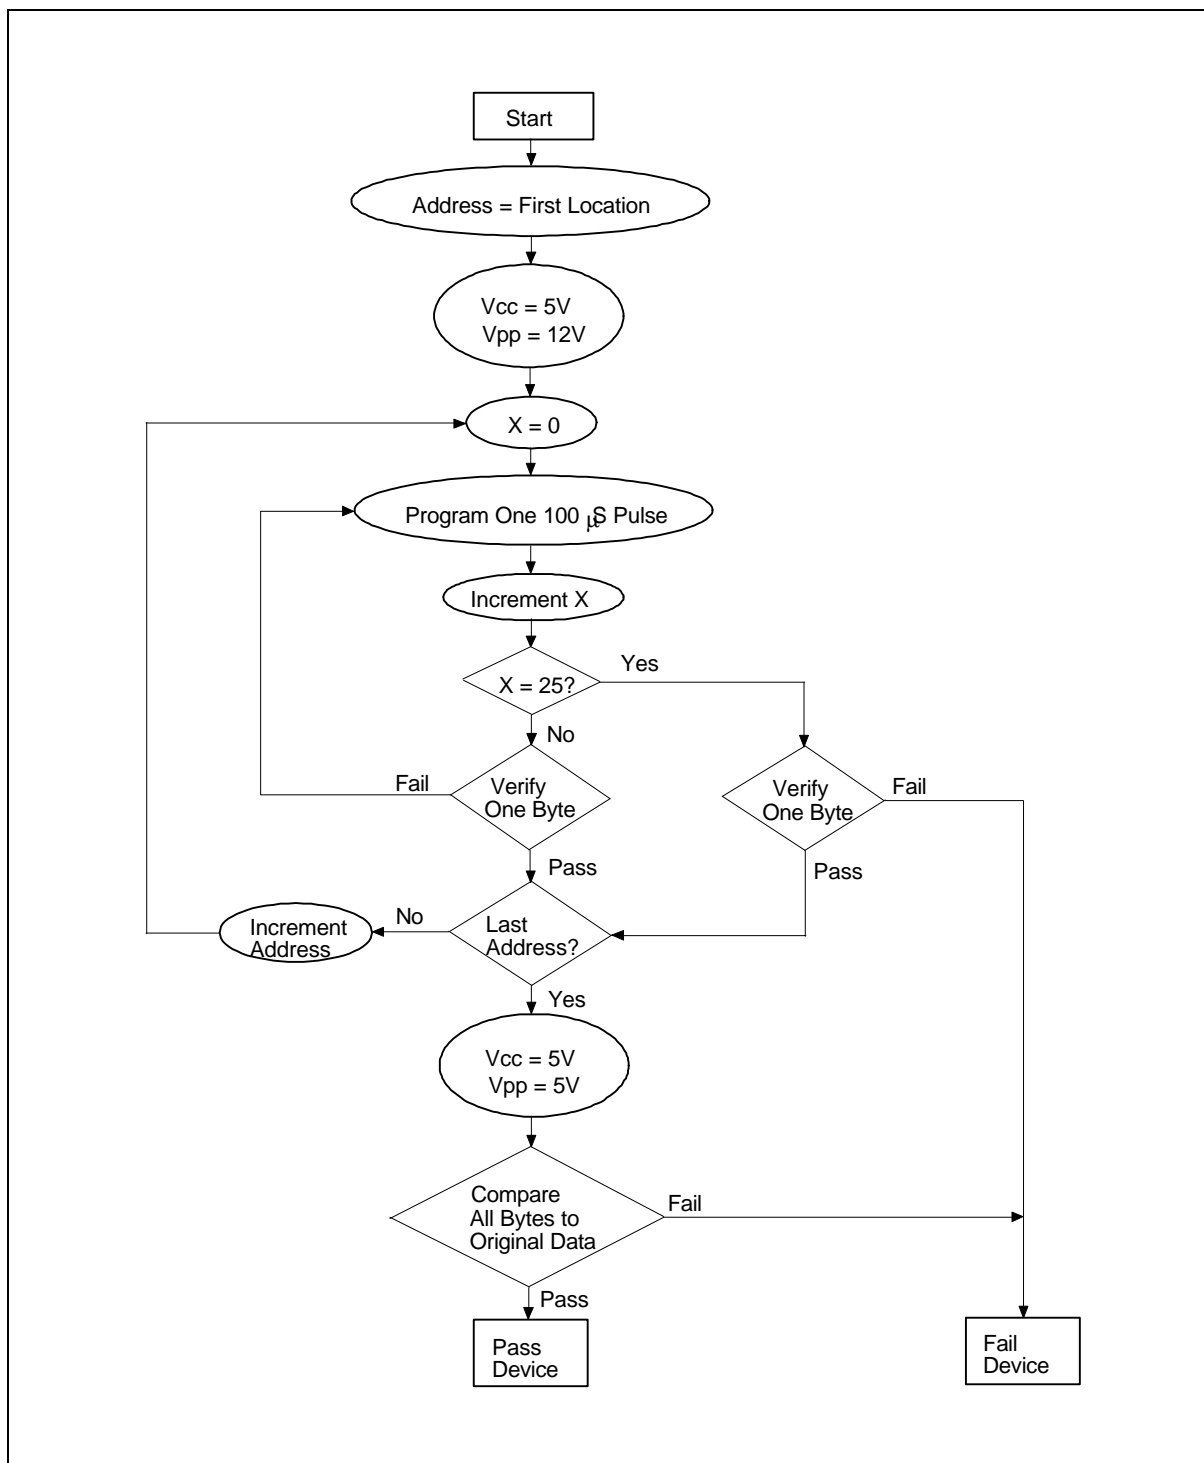 Start
Address = First Location
Vcc = 5V
Vpp = 12V
X = 0
Program One 100 μS Pulse
Increment X
X = 25?
Yes
No
Fail
Verify
One Byte
Verify
One Byte
Fail
Pass
Pass
Increment
Address
No
Last
Address?
Yes
Vcc = 5V
Vpp = 5V
Compare
All Bytes to
Original Data
Fail
Pass
Pass
Device
Fail
Device